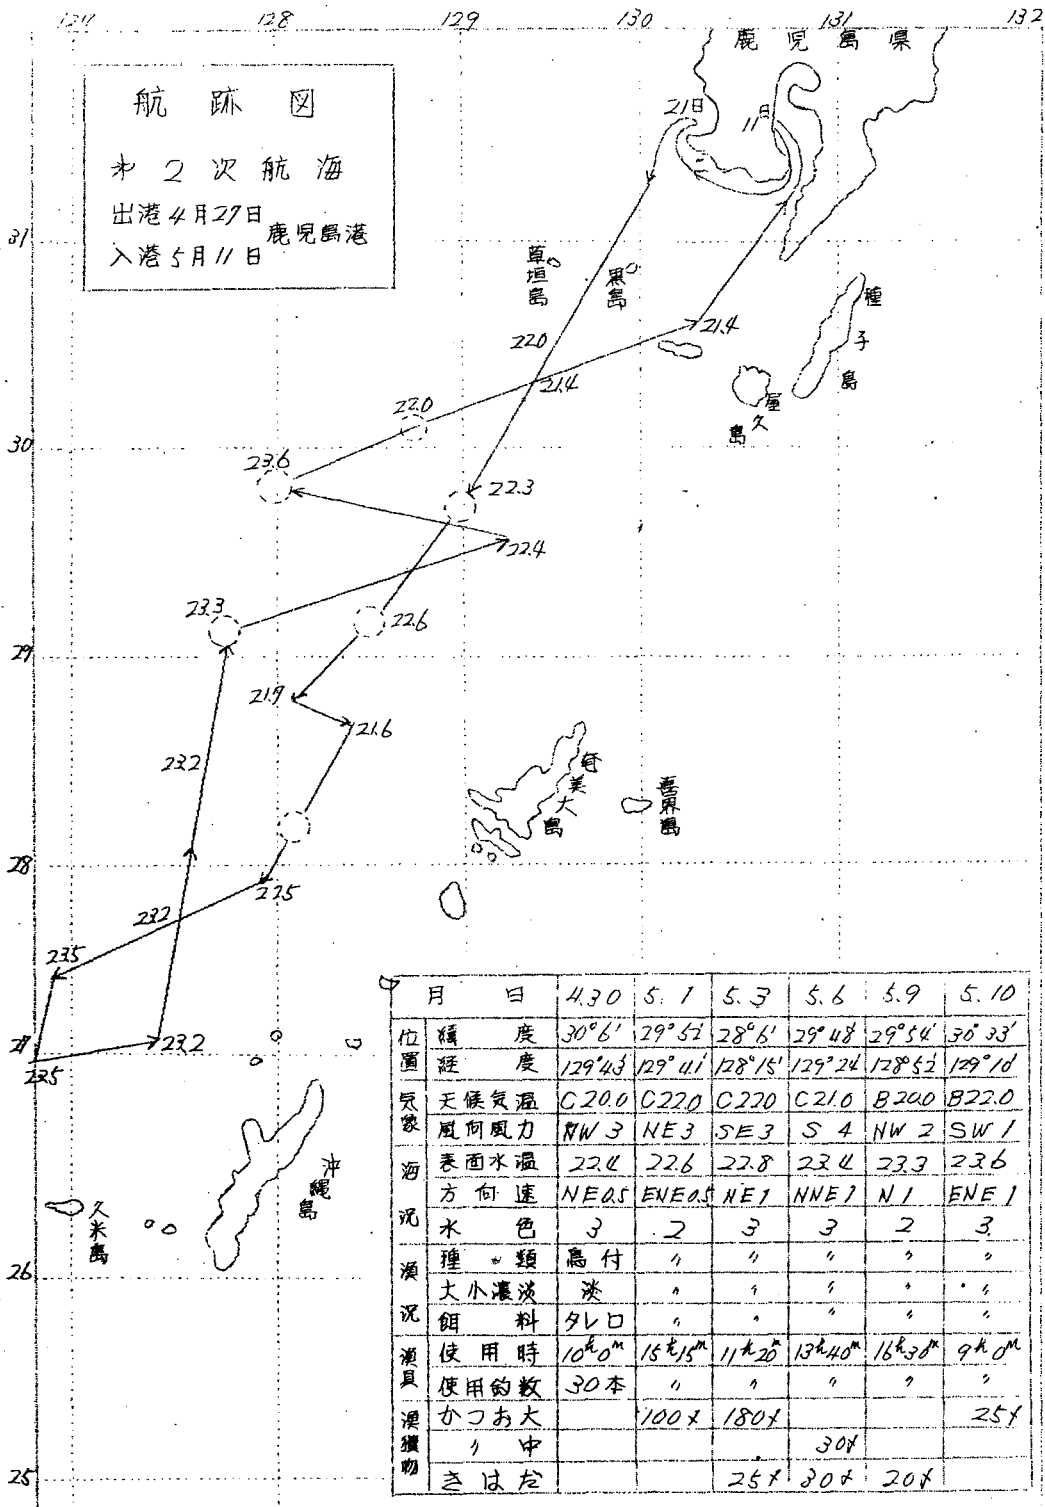 127 128 129 130 131 132
鹿児島県
航跡図
才2次航海
出港4月27日
鹿児島港
入港5月11日
21日
11日
31
草垣島
黒島
種子島
22.0
21.4
21.4
屋久島
22.0
30
23.6
22.3
22.4
23.3
22.6
29
21.9
21.6
23.2
奄美大島
喜界島
28
22.5
23.2
23.5
27
23.2
23.5
沖縄島
久米島
26
25
月日 4.30 5.1 5.3 5.6 5.9 5.10
位置 緯度 30°6' 29°52' 28°6' 29°48' 29°54' 30°33'
経度 129°43' 129°41' 128°15' 129°24' 128°52' 129°10'
気象 天候気温 C20.0 C22.0 C22.0 C21.0 B20.0 B22.0
風向風力 NW3 NE3 SE3 S4 NW2 SW1
海況 表面水温 22.4 22.6 22.8 23.4 23.3 23.6
方向速 NE0.5 ENE0.5 NE1 NNE1 N1 ENE1
水色 3 2 3 3 2 3
漁況 種類 鳥付 〃 〃 〃 〃 〃
大小濃淡 淡 〃 〃 〃 〃 〃
餌料 タレ口 〃 〃 〃 〃 〃
漁具 使用時 10h0m 15h15m 11h20m 13h40m 16h30m 9h0m
使用釣数 30本 〃 〃 〃 〃 〃
漁獲物 かつお大 100 180 25
〃中 30
きはだ 25 30 20